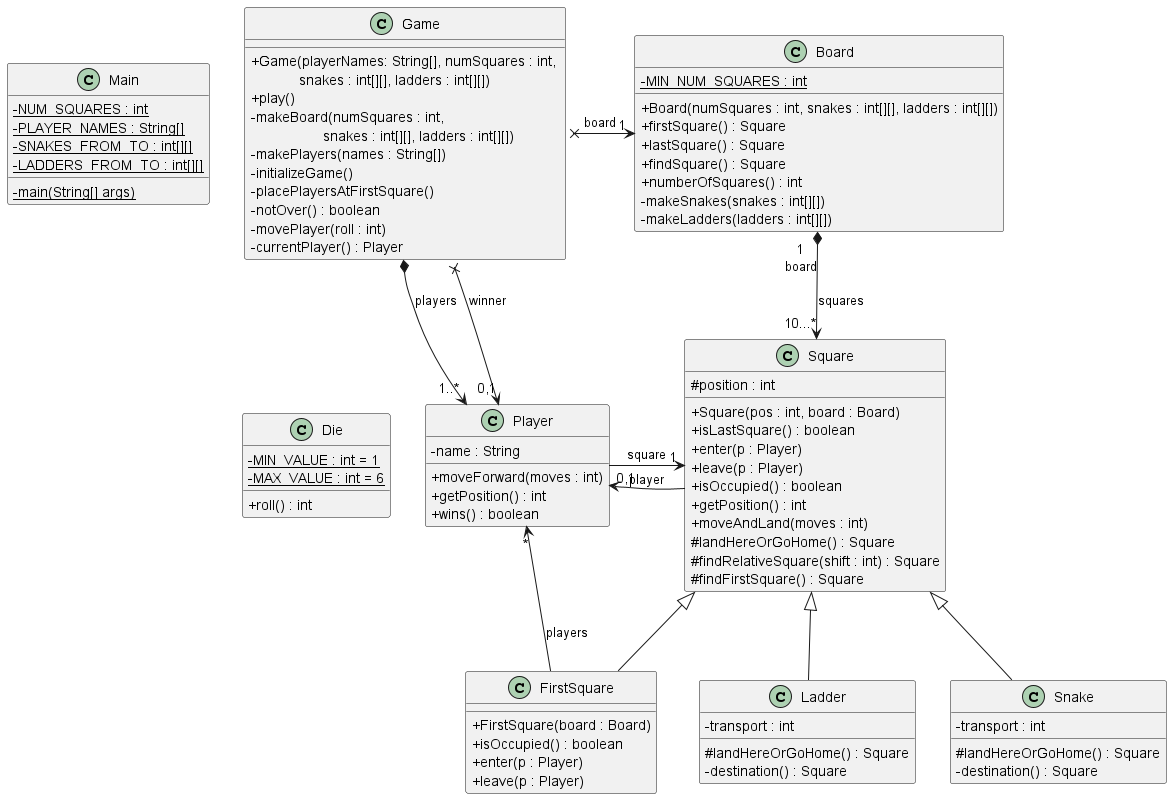 C Main
-NUM_SQUARES : int
-PLAYER_NAMES : String[]
-SNAKES_FROM_TO : int[][]
-LADDERS_FROM_TO : int[][]
-main(String[] args)
C Game
+Game(playerNames: String[], numSquares : int,
snakes : int[][], ladders : int[][])
+play()
-makeBoard(numSquares : int,
snakes : int[][], ladders : int[][])
-makePlayers(names : String[])
-initializeGame()
-placePlayersAtFirstSquare()
-notOver() : boolean
-movePlayer(roll : int)
-currentPlayer() : Player
board 1
C Board
-MIN_NUM_SQUARES : int
+Board(numSquares : int, snakes : int[][], ladders : int[][])
+firstSquare() : Square
+lastSquare() : Square
+findSquare() : Square
+numberOfSquares() : int
-makeSnakes(snakes : int[][])
-makeLadders(ladders : int[][])
1
board
squares
10...*
players
winner
1..*
0,1
C Die
-MIN_VALUE : int = 1
-MAX_VALUE : int = 6
+roll() : int
C Player
-name : String
+moveForward(moves : int)
+getPosition() : int
+wins() : boolean
square 1
0,1
player
C Square
#position : int
+Square(pos : int, board : Board)
+isLastSquare() : boolean
+enter(p : Player)
+leave(p : Player)
+isOccupied() : boolean
+getPosition() : int
+moveAndLand(moves : int)
#landHereOrGoHome() : Square
#findRelativeSquare(shift : int) : Square
#findFirstSquare() : Square
*
players
C FirstSquare
+FirstSquare(board : Board)
+isOccupied() : boolean
+enter(p : Player)
+leave(p : Player)
C Ladder
-transport : int
#landHereOrGoHome() : Square
-destination() : Square
C Snake
-transport : int
#landHereOrGoHome() : Square
-destination() : Square